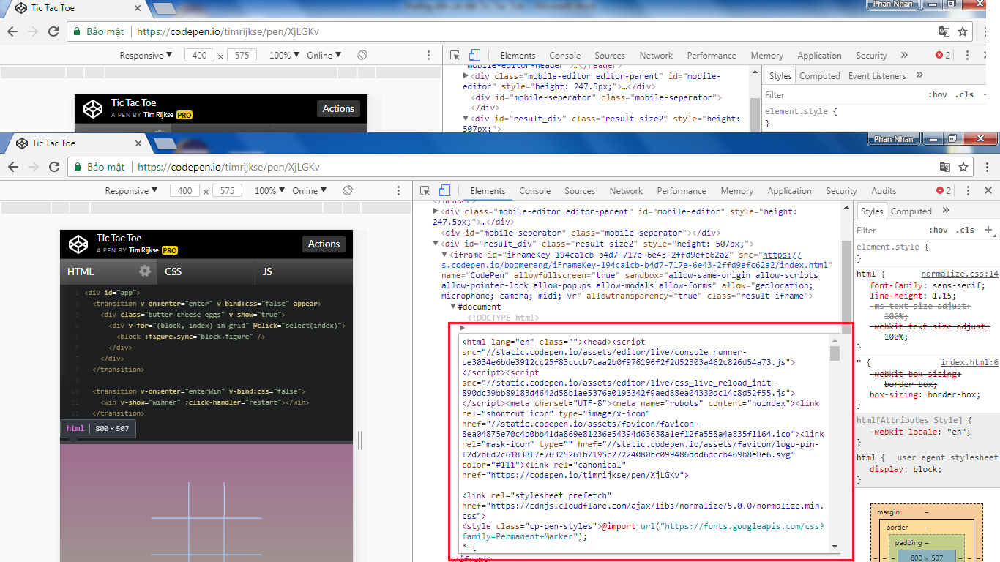 Tic Tac Toe
Phan Nhan
Bảo mật https://codepen.io/timrijkse/pen/XjLGKv
Responsive 400 x 575 100% Online
Elements Console Sources Network Performance Memory Application Security 2
mobile-editor-header >…</header>
<div class="mobile-editor editor-parent" id="mobile-
editor" style="height: 247.5px;">…</div>
<div id="mobile-seperator" class="mobile-seperator">
</div>
<div id="result_div" class="result size2" style="height:
507px;">
Styles Computed Event Listeners
Filter :hov .cls
element.style {
}
Tic Tac Toe
A PEN BY Tim Rijkse PRO
Actions
Tic Tac Toe
Phan Nhan
Bảo mật https://codepen.io/timrijkse/pen/XjLGKv
Responsive 400 x 575 100% Online
Elements Console Sources Network Performance Memory Application Security Audits 2
Tic Tac Toe
A PEN BY Tim Rijkse PRO
Actions
HTML CSS JS
1 <div id="app">
2 <transition v-on:enter="enter" v-bind:css="false" appear>
3 <div class="butter-cheese-eggs" v-show="true">
4 <div v-for="(block, index) in grid" @click="select(index)">
5 <block :figure.sync="block.figure" />
6 </div>
7 </div>
8 </transition>
9
10 <transition v-on:enter="enterWin" v-bind:css="false">
11 <win v-show="winner" :click-handler="restart"></win>
</transition>
html 800 × 507
</header>
<div class="mobile-editor editor-parent" id="mobile-editor" style="height:
247.5px;">…</div>
<div id="mobile-seperator" class="mobile-seperator"></div>
<div id="result_div" class="result size2" style="height: 507px;">
<iframe id="iFrameKey-194ca1cb-b4d7-717e-6e43-2ffd9efc62a2" src="https://
s.codepen.io/boomerang/iFrameKey-194ca1cb-b4d7-717e-6e43-2ffd9efc62a2/index.html"
name="CodePen" allowfullscreen="true" sandbox="allow-same-origin allow-scripts
allow-pointer-lock allow-popups allow-modals allow-forms" allow="geolocation;
microphone; camera; midi; vr" allowtransparency="true" class="result-iframe">
#document
<!DOCTYPE html>
<html lang="en" class=""><head><script
src="//static.codepen.io/assets/editor/live/console_runner-
ce3034e6bde3912cc25f83cccb7caa2b0f976196f2f2d52303a462c826d54a73.js">
</script><script
src="//static.codepen.io/assets/editor/live/css_live_reload_init-
890dc39bb89183d4642d58b1ae5376a0193342f9aed88ea04330dc14c8d52f55.js">
</script><meta charset="UTF-8"><meta name="robots" content="noindex"><link
rel="shortcut icon" type="image/x-icon"
href="//static.codepen.io/assets/favicon/favicon-
8ea04875e70c4b0bb41da869e81236e54394d63638a1ef12fa558a4a835f1164.ico"><link
rel="mask-icon" type="" href="//static.codepen.io/assets/favicon/logo-pin-
f2d2b6d2c61838f7e76325261b7195c27224080bc099486ddd6dccb469b8e8e6.svg"
color="#111"><link rel="canonical"
href="https://codepen.io/timrijkse/pen/XjLGKv">
<link rel="stylesheet prefetch"
href="https://cdnjs.cloudflare.com/ajax/libs/normalize/5.0.0/normalize.min.
css">
<style class="cp-pen-styles">@import url("https://fonts.googleapis.com/css?
family=Permanent+Marker");
* {
</iframe>
Styles Computed
Filter :hov .cls +
element.style {
}
html { normalize.css:14
font-family: sans-serif;
line-height: 1.15;
-ms-text-size-adjust:
100%;
-webkit-text-size-adjust:
100%;
}
* { index.html:6
-webkit-box-sizing:
border-box;
box-sizing: border-box;
}
html[Attributes Style] {
-webkit-locale: "en";
}
html { user agent stylesheet
display: block;
}
margin –
border –
padding –
800 × 507